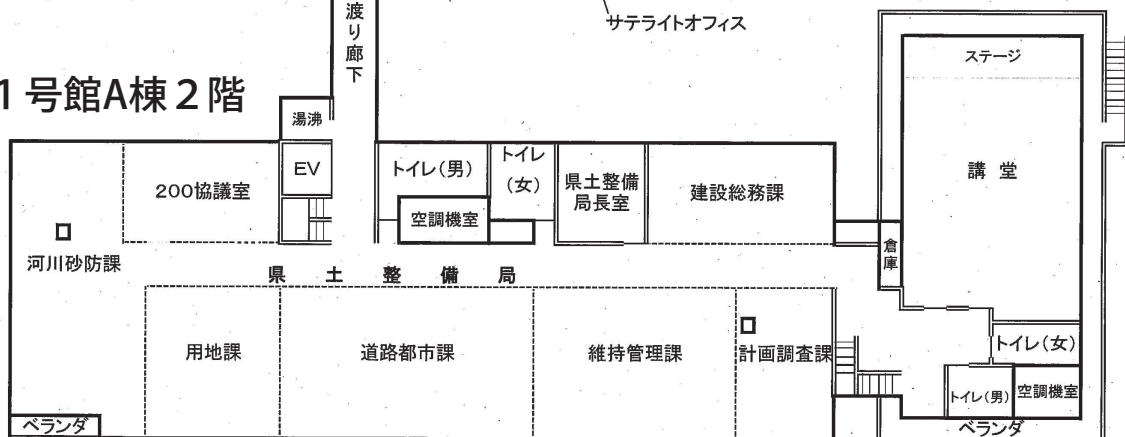 渡り廊下
サテライトオフィス
1号館A棟2階
ステージ
湯沸
EV
トイレ(男)
トイレ
(女)
県土整備
局長室
建設総務課
講 堂
200協議室
空調機室
倉庫
河川砂防課
県 土 整 備 局
用地課
道路都市課
維持管理課
計画調査課
トイレ(女)
トイレ(男)
空調機室
ベランダ
ベランダ